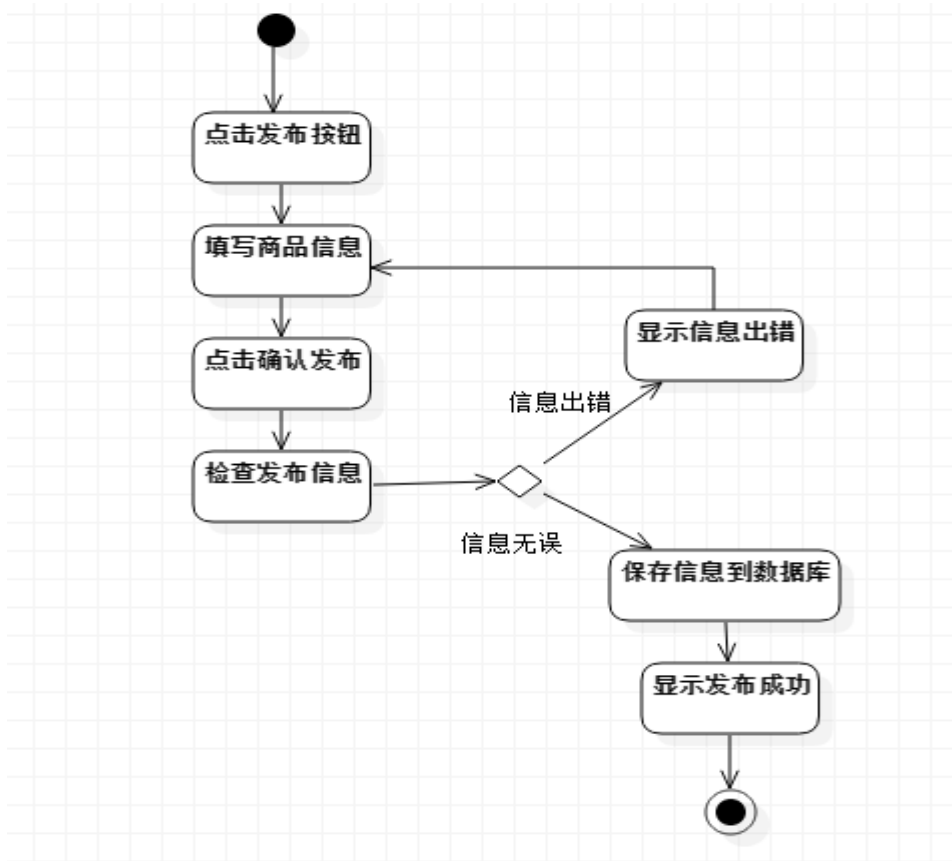 点击发布按钮
填写商品信息
显示信息出错
点击确认发布
信息出错
检查发布信息
信息无误
保存信息到数据库
显示发布成功